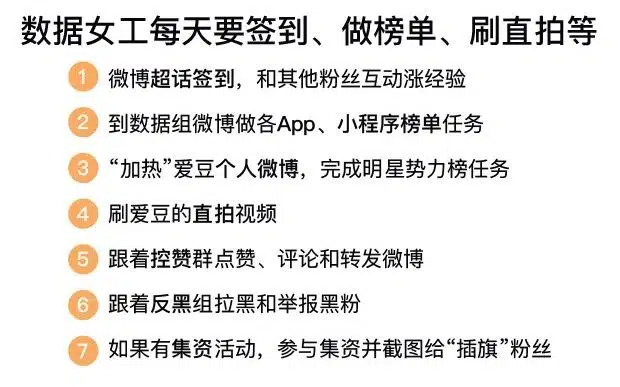 数据女工每天要签到、做榜单、刷直拍等
1 微博超话签到，和其他粉丝互动涨经验
2 到数据组微博做各App、小程序榜单任务
3 “加热”爱豆个人微博，完成明星势力榜任务
4 刷爱豆的直拍视频
5 跟着控赞群点赞、评论和转发微博
6 跟着反黑组拉黑和举报黑粉
7 如果有集资活动，参与集资并截图给“插旗”粉丝